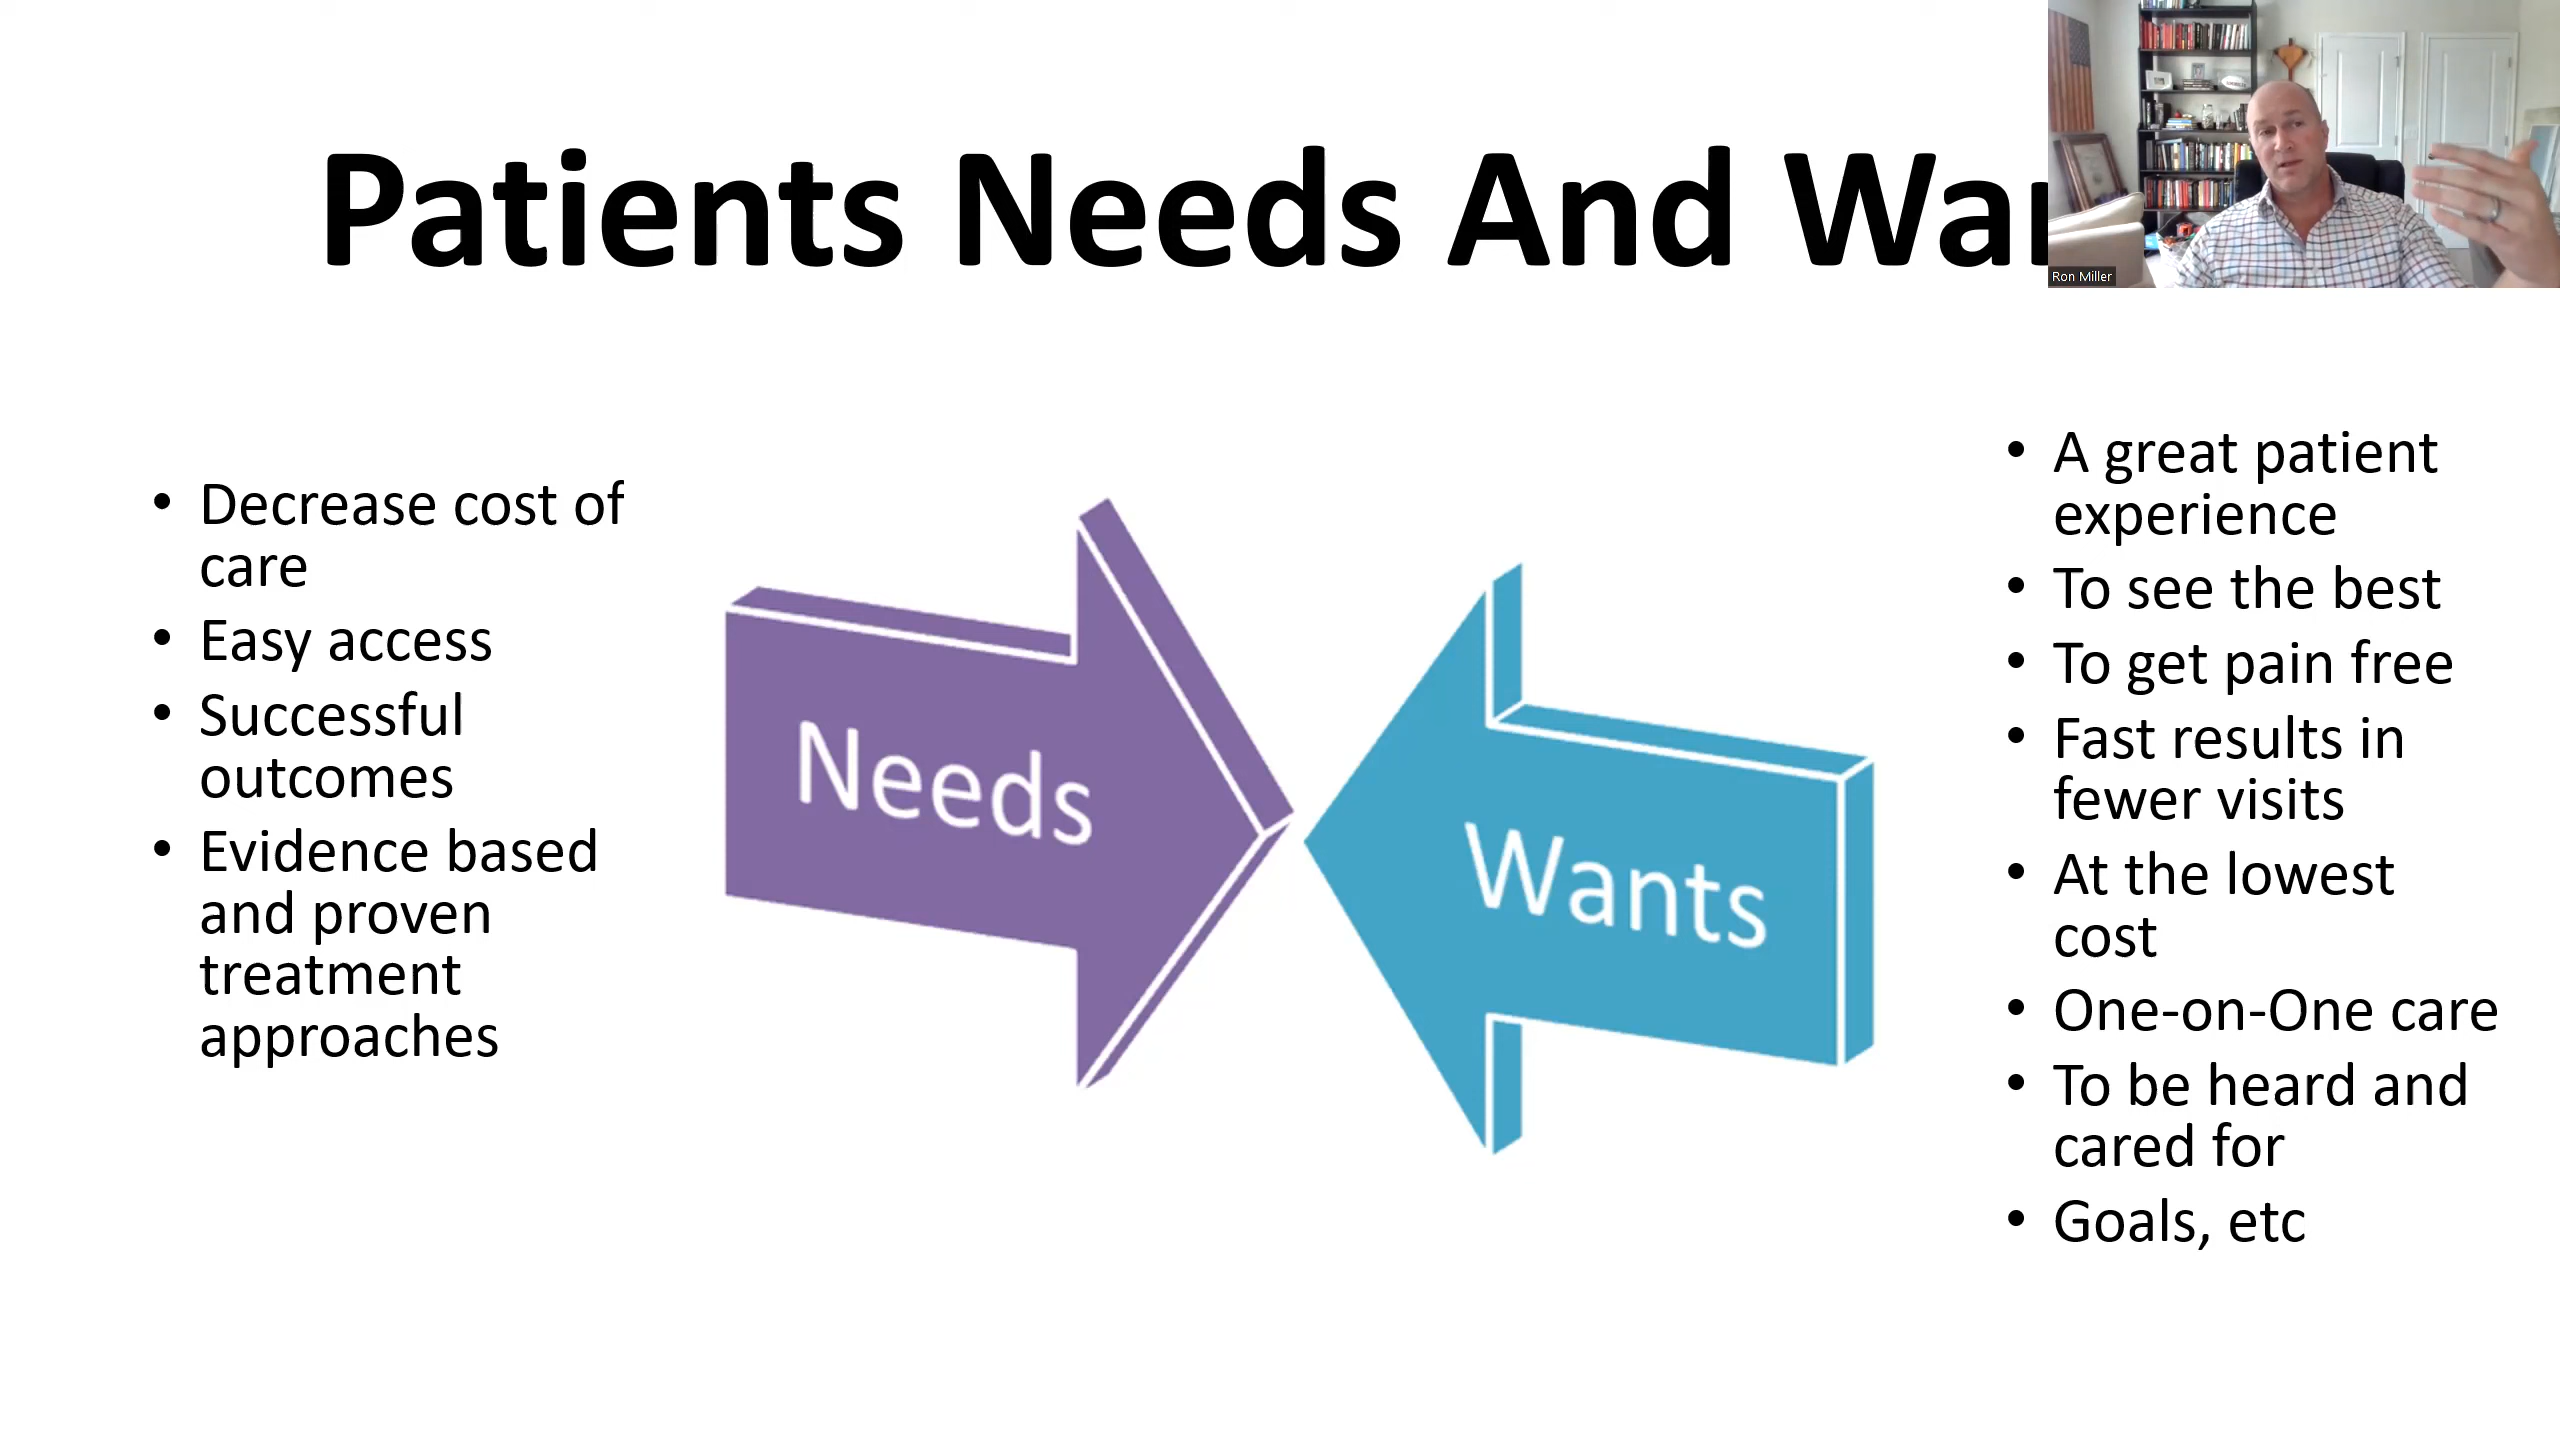 Patients Needs And
Ron Miller
• Decrease cost of
care
• Easy access
• Successful
outcomes
• Evidence based
and proven
treatment
approaches
Needs
Wants
• A great patient
experience
• To see the best
• To get pain free
• Fast results in
fewer visits
• At the lowest
cost
• One-on-One care
• To be heard and
cared for
• Goals, etc